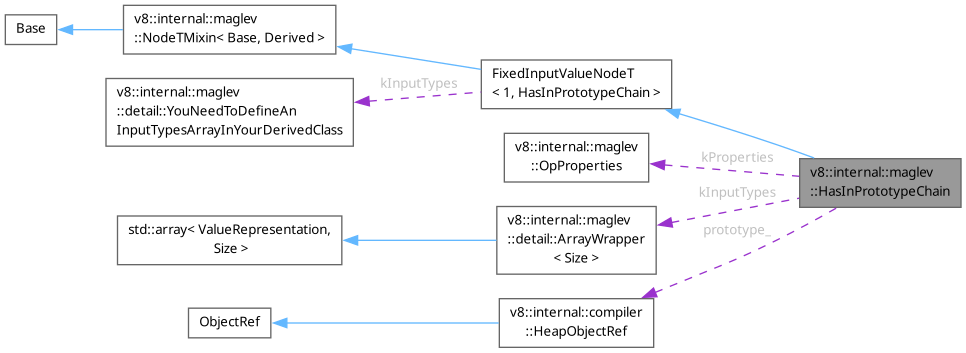 Base
v8::internal::maglev
::NodeTMixin< Base, Derived >
FixedInputValueNodeT
< 1, HasInPrototypeChain >
kInputTypes
v8::internal::maglev
::detail::YouNeedToDefineAn
InputTypesArrayInYourDerivedClass
v8::internal::maglev
::OpProperties
kProperties
v8::internal::maglev
::HasInPrototypeChain
kInputTypes
std::array< ValueRepresentation,
Size >
v8::internal::maglev
::detail::ArrayWrapper
< Size >
prototype_
ObjectRef
v8::internal::compiler
::HeapObjectRef